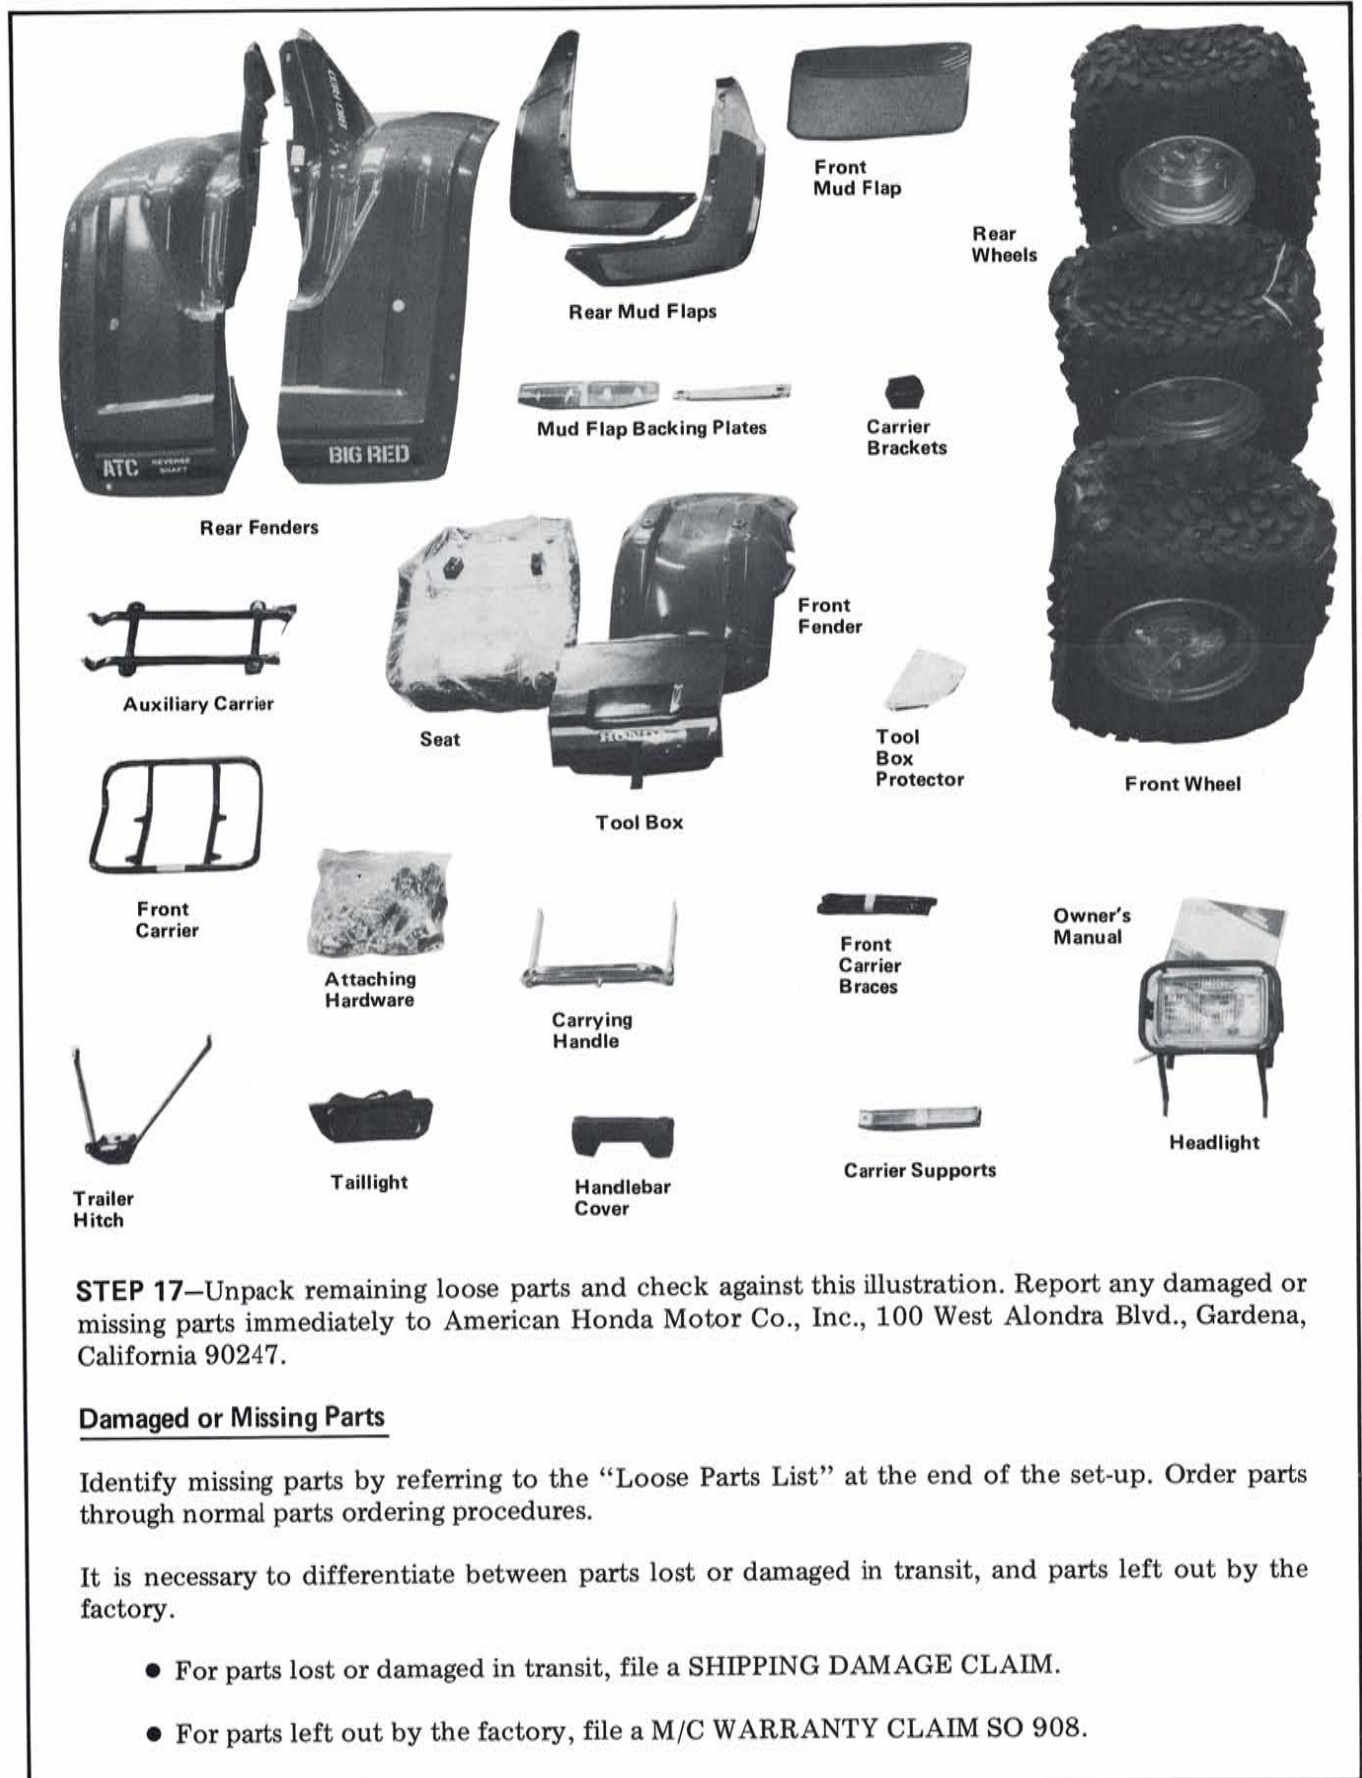 BIG RED
Front
Mud Flap
Rear
Wheels
Rear Mud Flaps
Mud Flap Backing Plates
Carrier
Brackets
ATC REVERSE
SHAFT
BIG RED
Rear Fenders
Front
Fender
Auxiliary Carrier
Seat
HONDA
Tool
Box
Protector
Front Wheel
Tool Box
Front
Carrier
Attaching
Hardware
Carrying
Handle
Front
Carrier
Braces
Owner's
Manual
Trailer
Hitch
Taillight
Handlebar
Cover
Carrier Supports
Headlight
STEP 17—Unpack remaining loose parts and check against this illustration. Report any damaged or
missing parts immediately to American Honda Motor Co., Inc., 100 West Alondra Blvd., Gardena,
California 90247.
Damaged or Missing Parts
Identify missing parts by referring to the “Loose Parts List” at the end of the set-up. Order parts
through normal parts ordering procedures.
It is necessary to differentiate between parts lost or damaged in transit, and parts left out by the
factory.
● For parts lost or damaged in transit, file a SHIPPING DAMAGE CLAIM.
● For parts left out by the factory, file a M/C WARRANTY CLAIM SO 908.